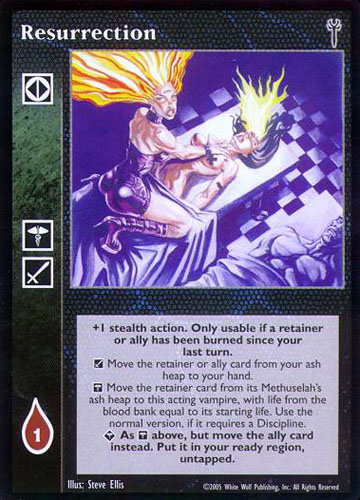 Resurrection
+1 stealth action. Only usable if a retainer
or ally has been burned since your
last turn.
Move the retainer or ally card from your ash
heap to your hand.
Move the retainer card from its Methuselah's
ash heap to this acting vampire, with life from the
blood bank equal to its starting life. Use the
normal version, if it requires a Discipline.
As above, but move the ally card
instead. Put it in your ready region,
untapped.
1
Illus: Steve Ellis
©2005 White Wolf Publishing, Inc. All Rights Reserved.